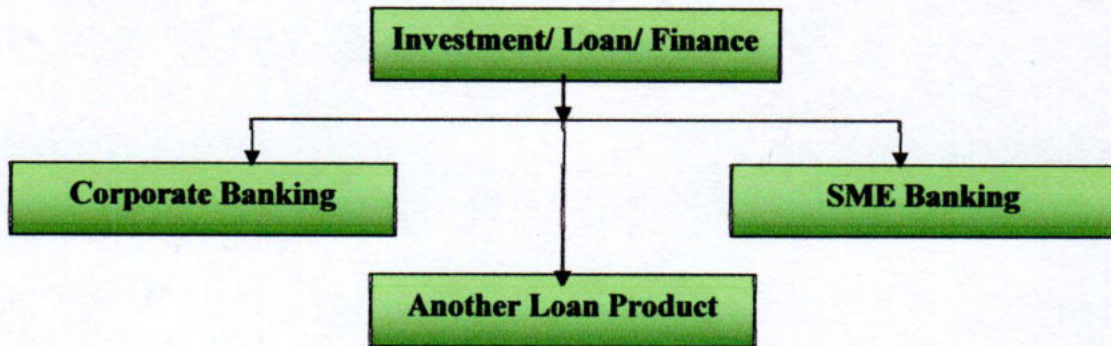 Investment/ Loan/ Finance
Corporate Banking
SME Banking
Another Loan Product